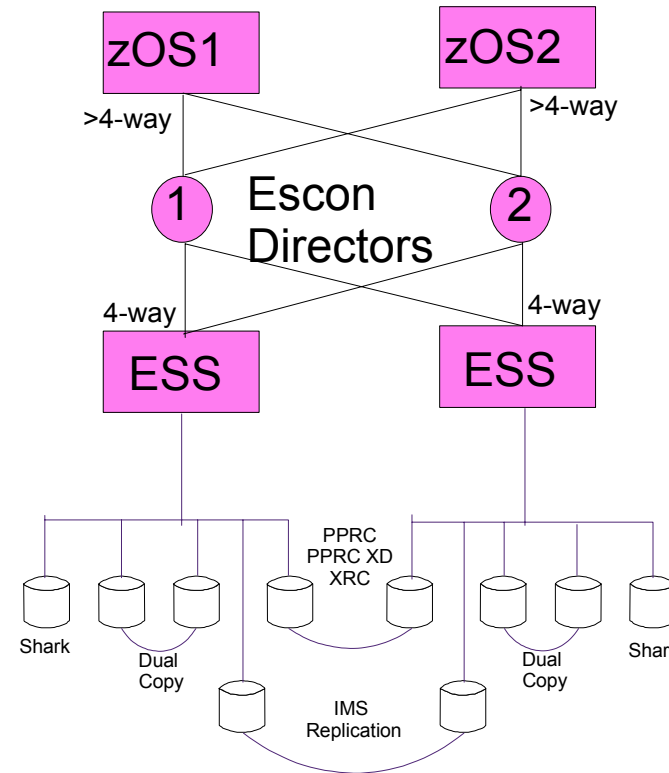 zOS1
zOS2
>4-way
>4-way
1
Escon
Directors
2
4-way
4-way
ESS
ESS
PPRC
PPRC XD
XRC
Shark
Dual
Copy
Dual
Copy
Shar
IMS
Replication